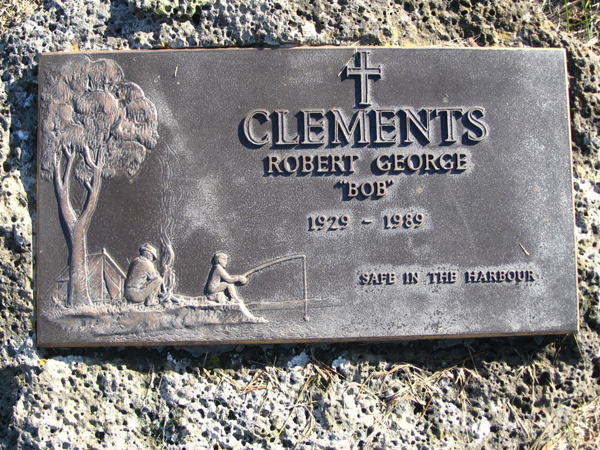 CLEMENTS
ROBERT GEORGE
"BOB"
1929 - 1989
SAFE IN THE HARBOUR